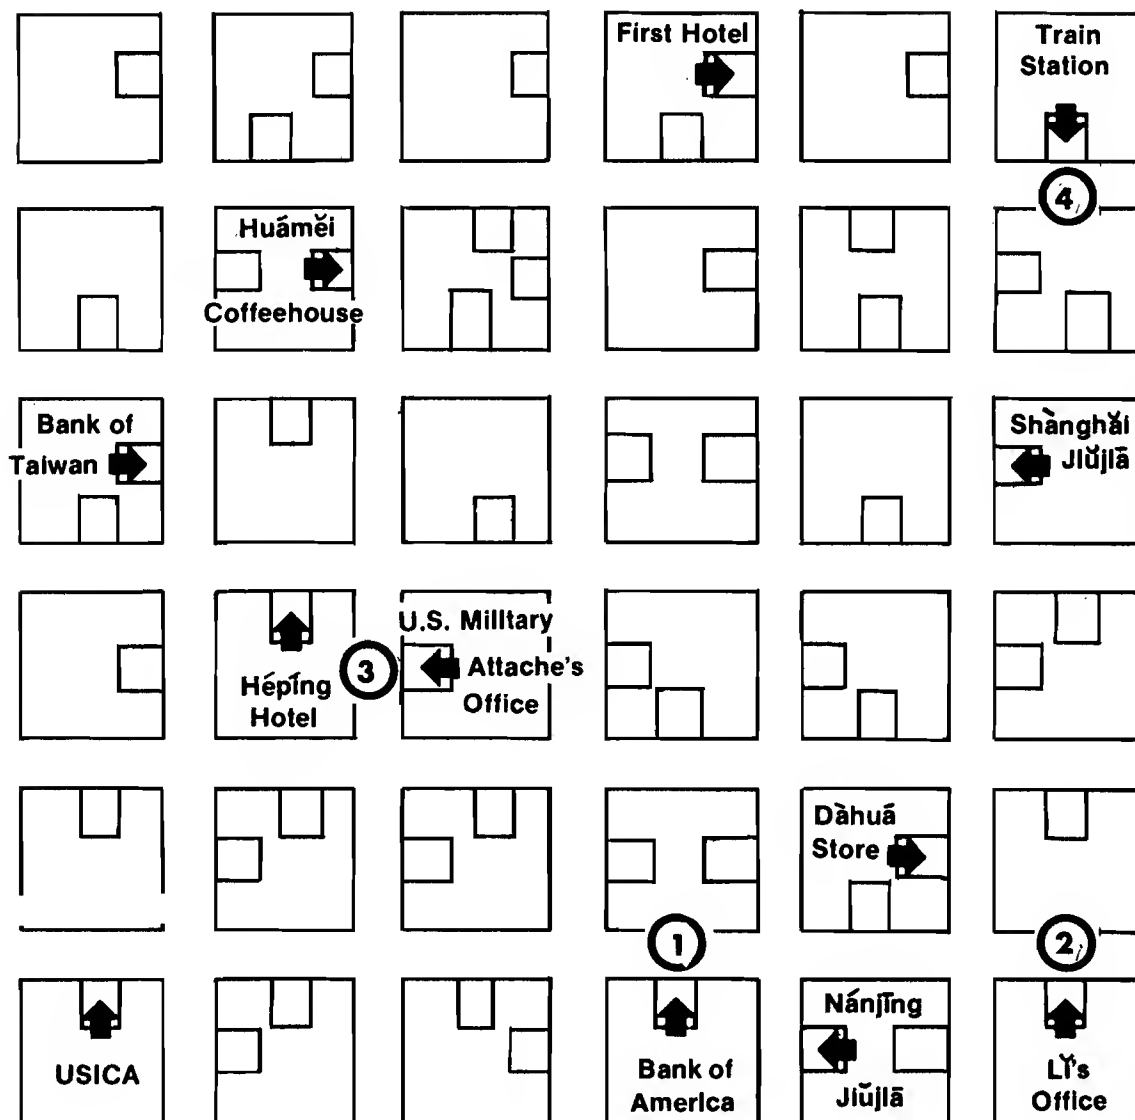 First Hotel
Train
Station
4
Huáměi
Coffeehouse
Bank of
Taiwan
Shànghǎi
Jiǔjiā
3
Hépíng
Hotel
U.S. Military
Attache's
Office
Dàhuá
Store
1
2
USICA
Bank of
America
Nánjīng
Jiǔjiā
Lǐ's
Office